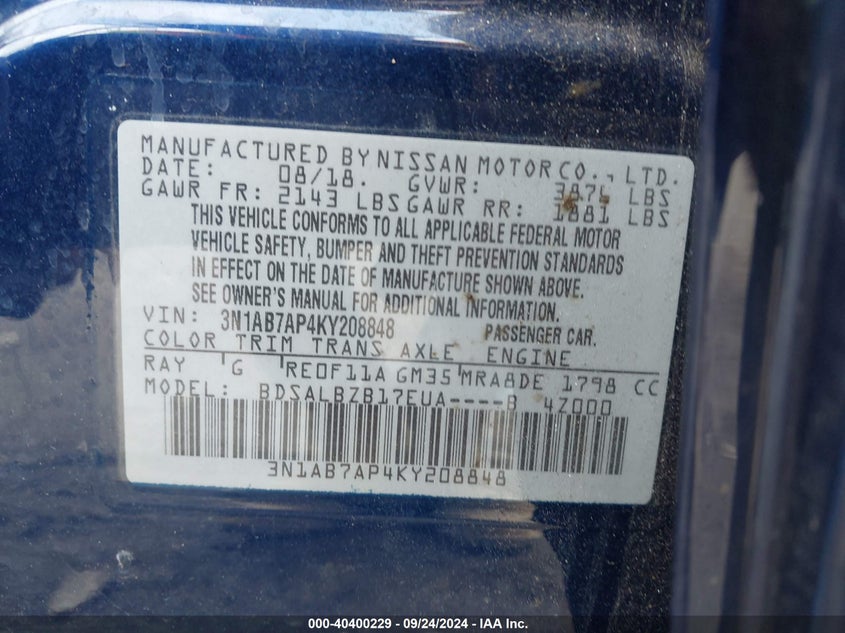 MANUFACTURED BY NISSAN MOTOR CO., LTD.
DATE: 08/18. GVWR: LBS
GAWR FR: 2143 LBS GAWR RR: 1881 LBS
THIS VEHICLE CONFORMS TO ALL APPLICABLE FEDERAL MOTOR
VEHICLE SAFETY, BUMPER AND THEFT PREVENTION STANDARDS
IN EFFECT ON THE DATE OF MANUFACTURE SHOWN ABOVE.
SEE OWNER'S MANUAL FOR ADDITIONAL INFORMATION.
VIN: 3N1AB7AP4KY208848 PASSENGER CAR.
COLOR TRIM TRANS AXLE ENGINE
RAY G RE0F11A GM35 MRA8DE 1798 CC
MODEL: BDSALBZB17EUA----B 4Z000
3N1AB7AP4KY208848
000-40400229 - 09/24/2024 - IAA Inc.